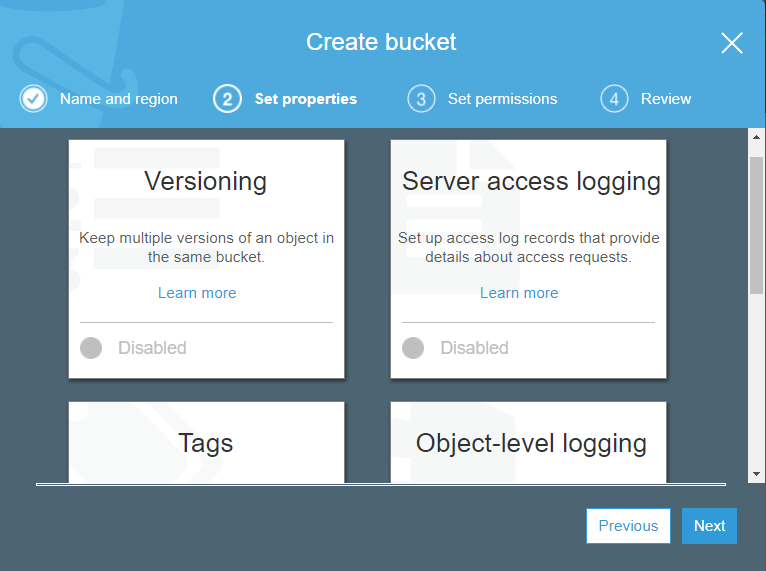 Create bucket
Name and region
2 Set properties
3 Set permissions
4 Review
Versioning
Keep multiple versions of an object in
the same bucket.
Learn more
Disabled
Server access logging
Set up access log records that provide
details about access requests.
Learn more
Disabled
Tags
Object-level logging
Previous
Next